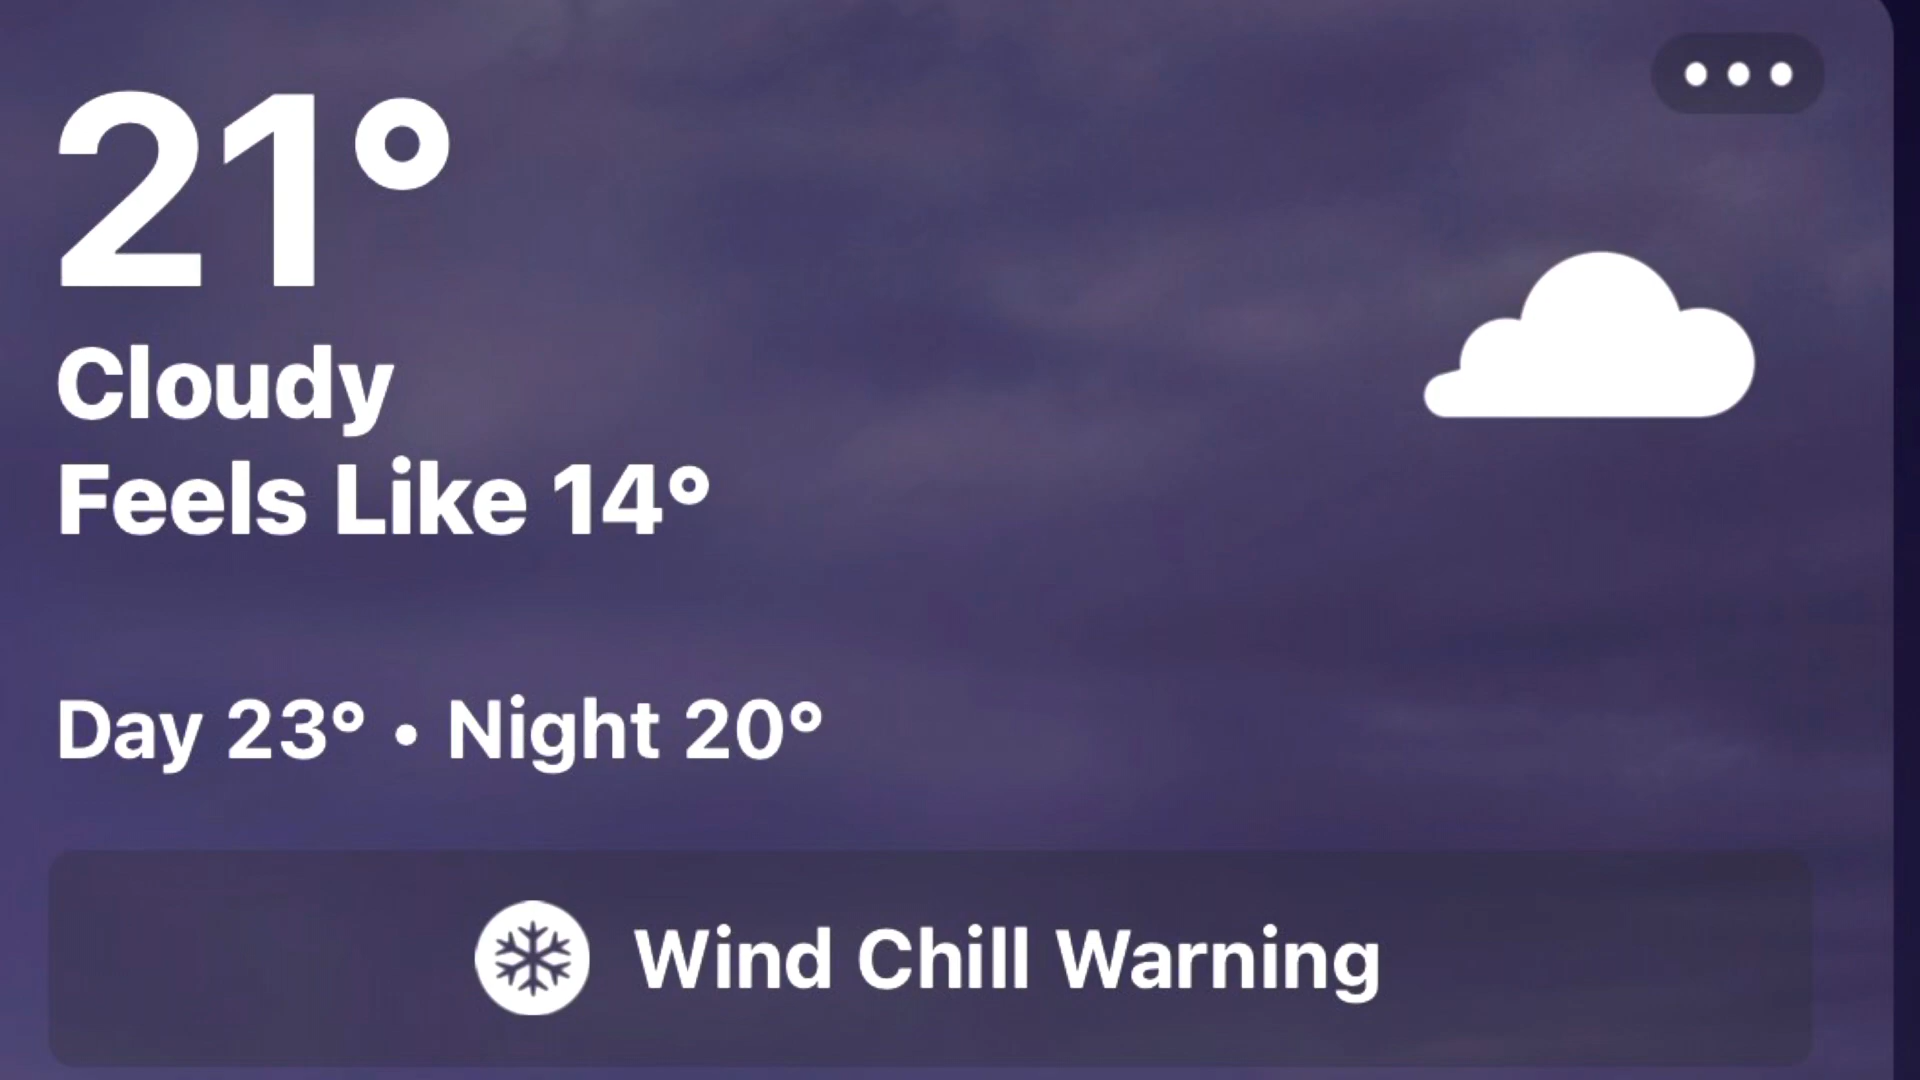 21°
Cloudy
Feels Like 14°
Day 23° • Night 20°
Wind Chill Warning